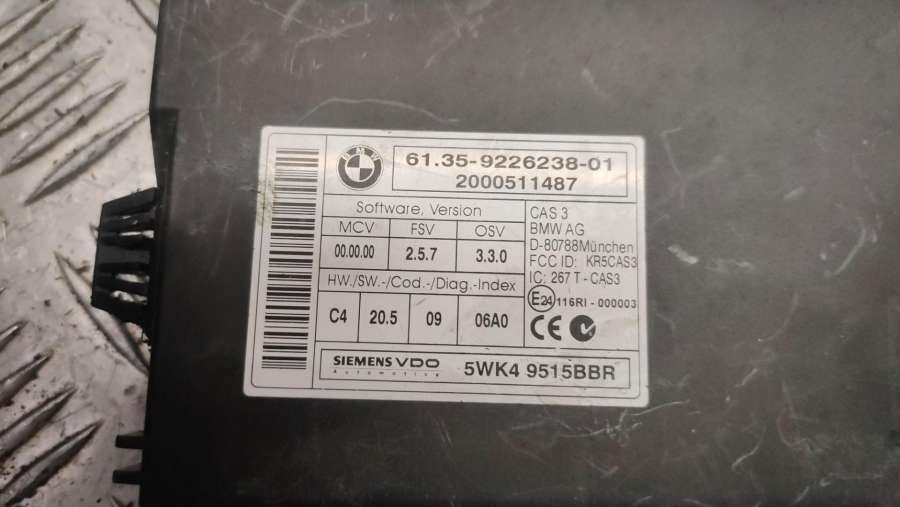 BMW
61.35-9226238-01
2000511487
Software, Version
MCV FSV OSV
00.00.00 2.5.7 3.3.0
HW./SW.-/Cod.-/Diag.-Index
C4 20.5 09 06A0
CAS 3
BMW AG
D-80788München
FCC ID: KR5CAS3
IC: 267 T - CAS3
E24 116RI - 000003
CE
SIEMENS VDO
Automotive
5WK4 9515BBR